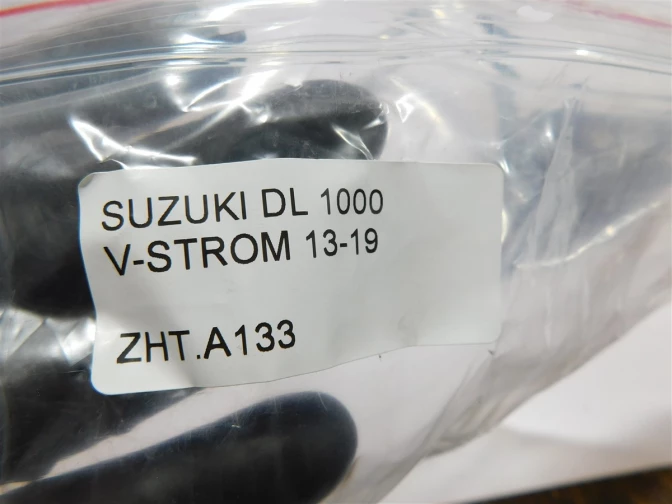 SUZUKI DL 1000
V-STROM 13-19
ZHT.A133